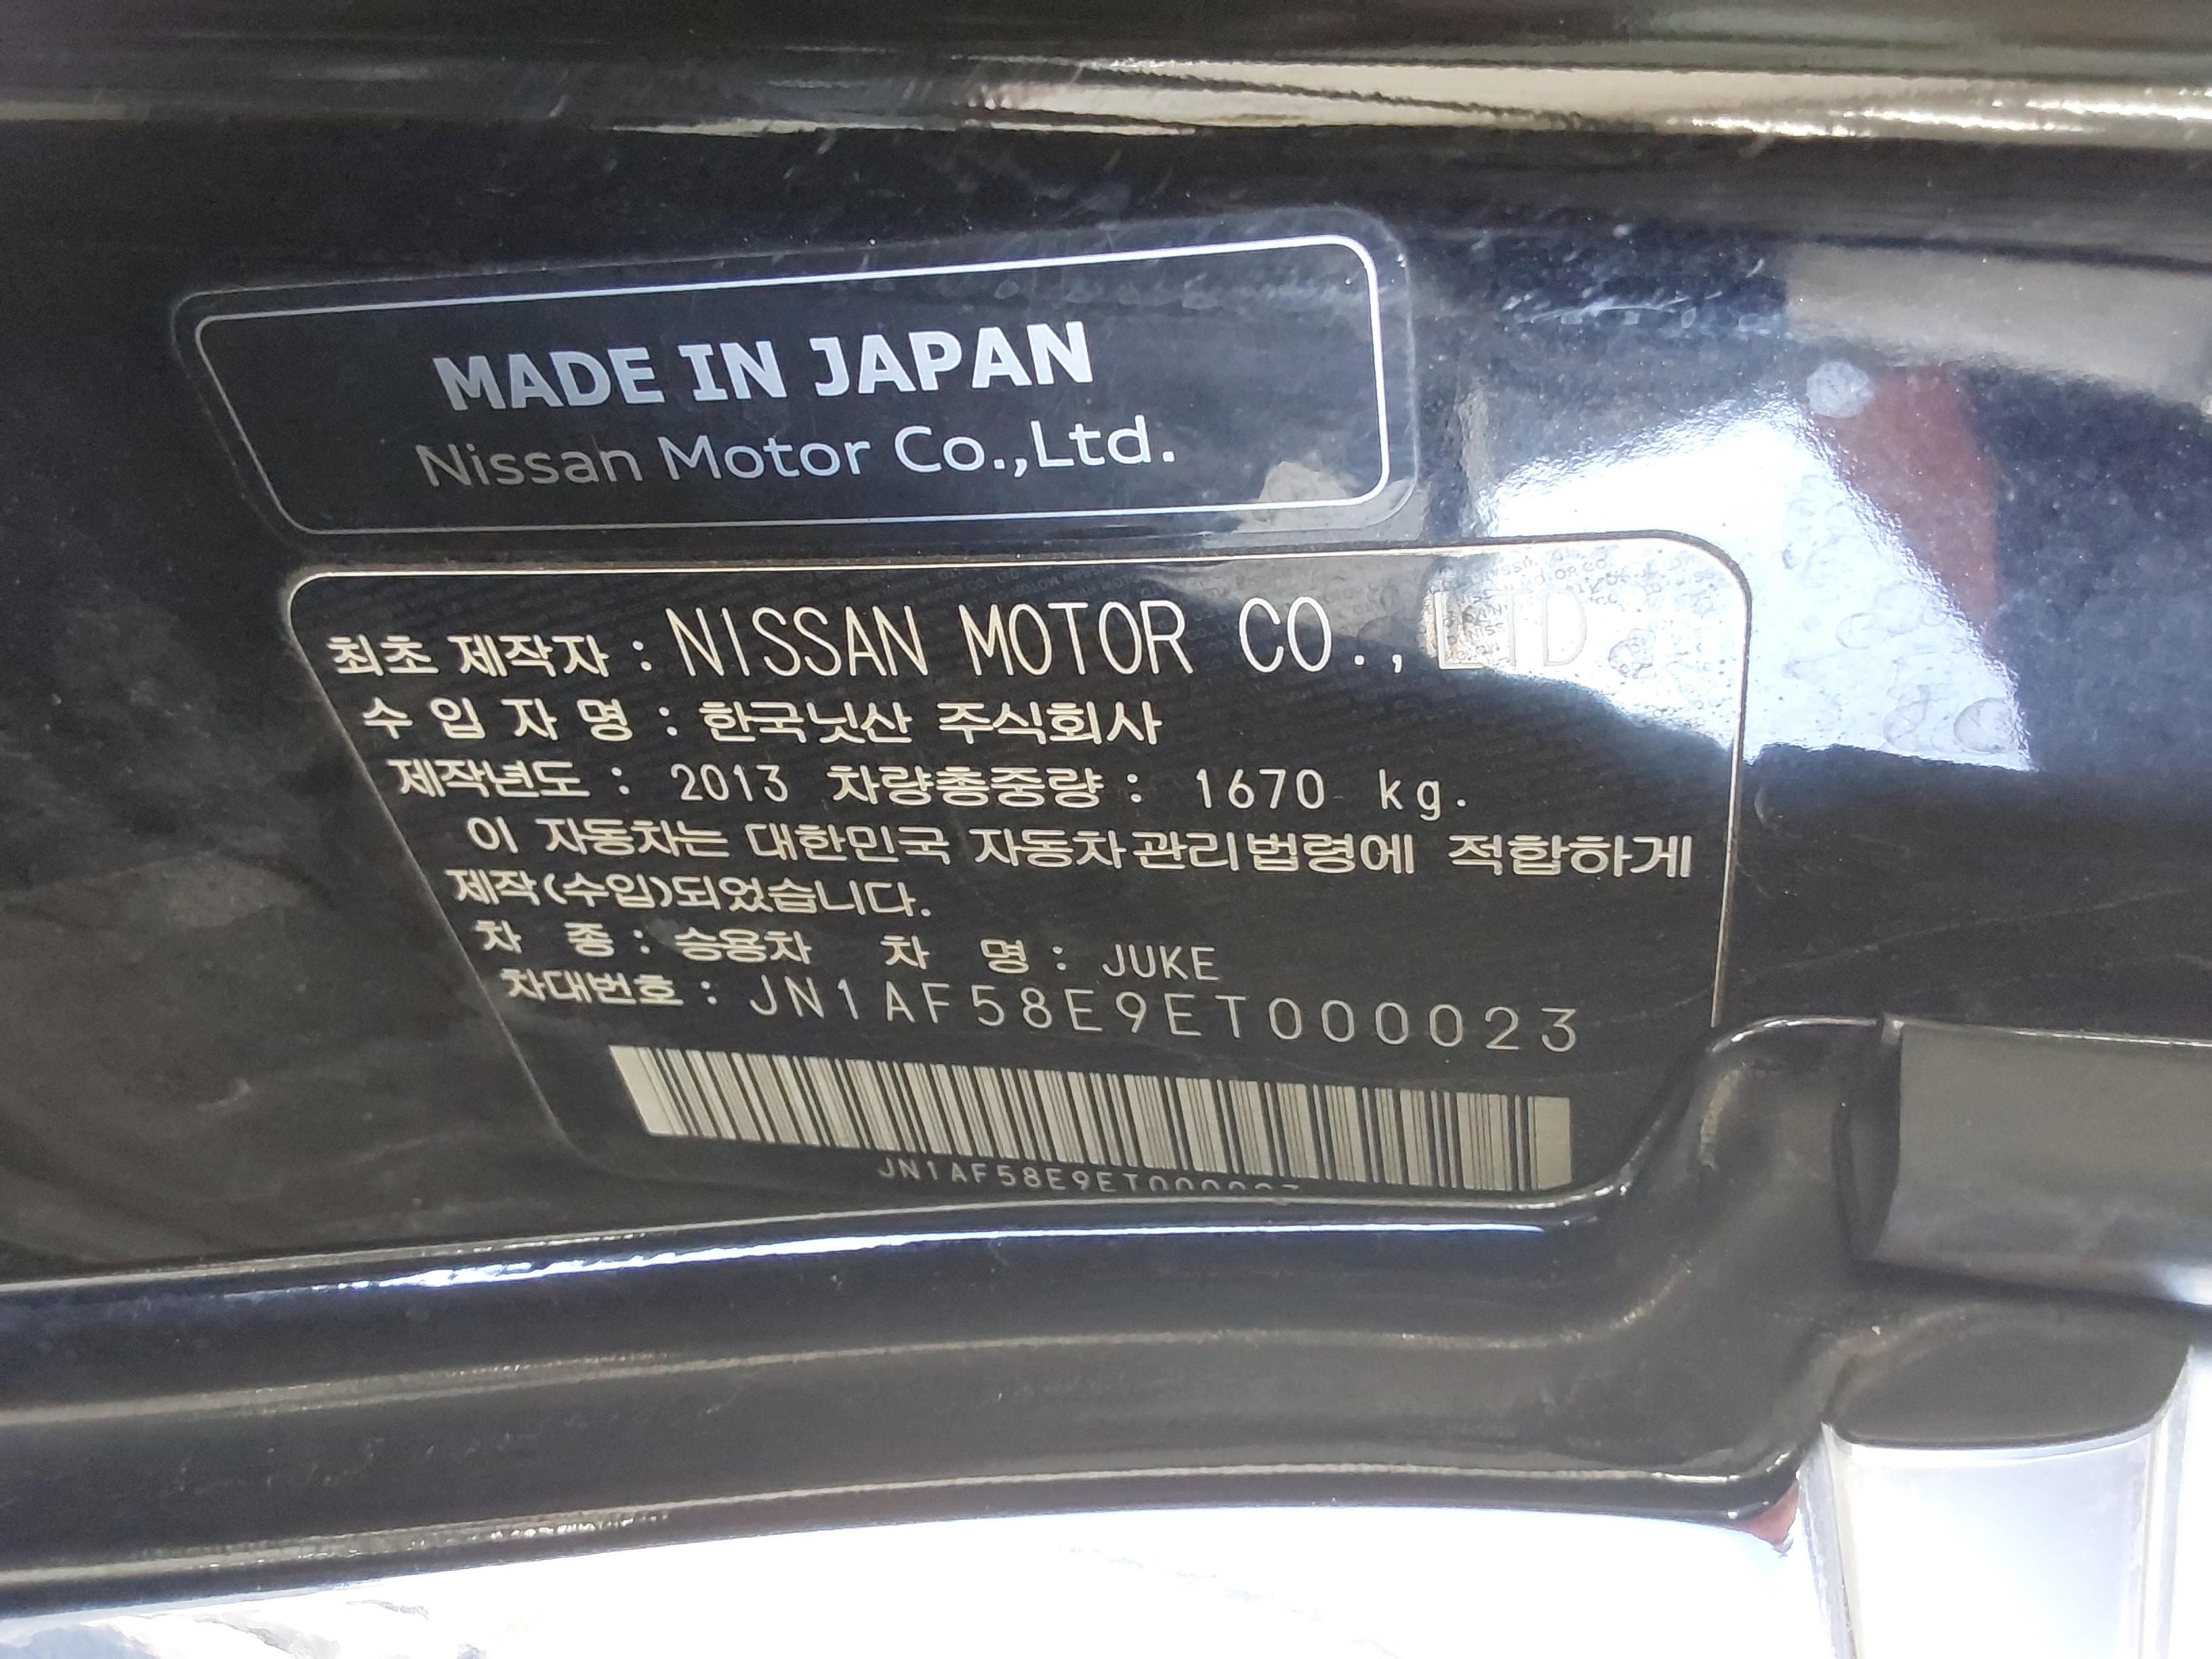 MADE IN JAPAN
Nissan Motor Co.,Ltd.
최초 제작자 : NISSAN MOTOR CO., LTD
수 입 자 명 : 한국닛산 주식회사
제작년도 : 2013 차량총중량 : 1670 kg.
이 자동차는 대한민국 자동차관리법령에 적합하게
제작(수입)되었습니다.
차 종 : 승용차 차 명 : JUKE
차대번호 : JN1AF58E9ET000023